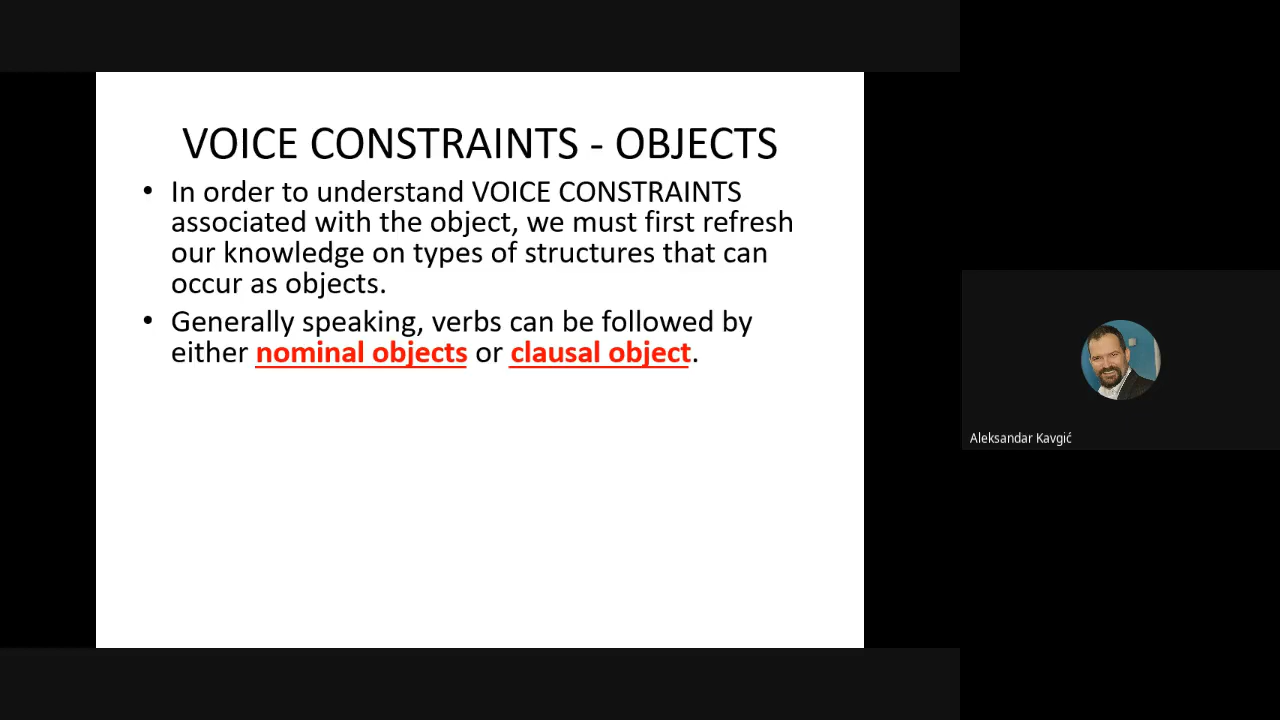 VOICE CONSTRAINTS - OBJECTS
• In order to understand VOICE CONSTRAINTS
associated with the object, we must first refresh
our knowledge on types of structures that can
occur as objects.
• Generally speaking, verbs can be followed by
either nominal objects or clausal object.
Aleksandar Kavgić